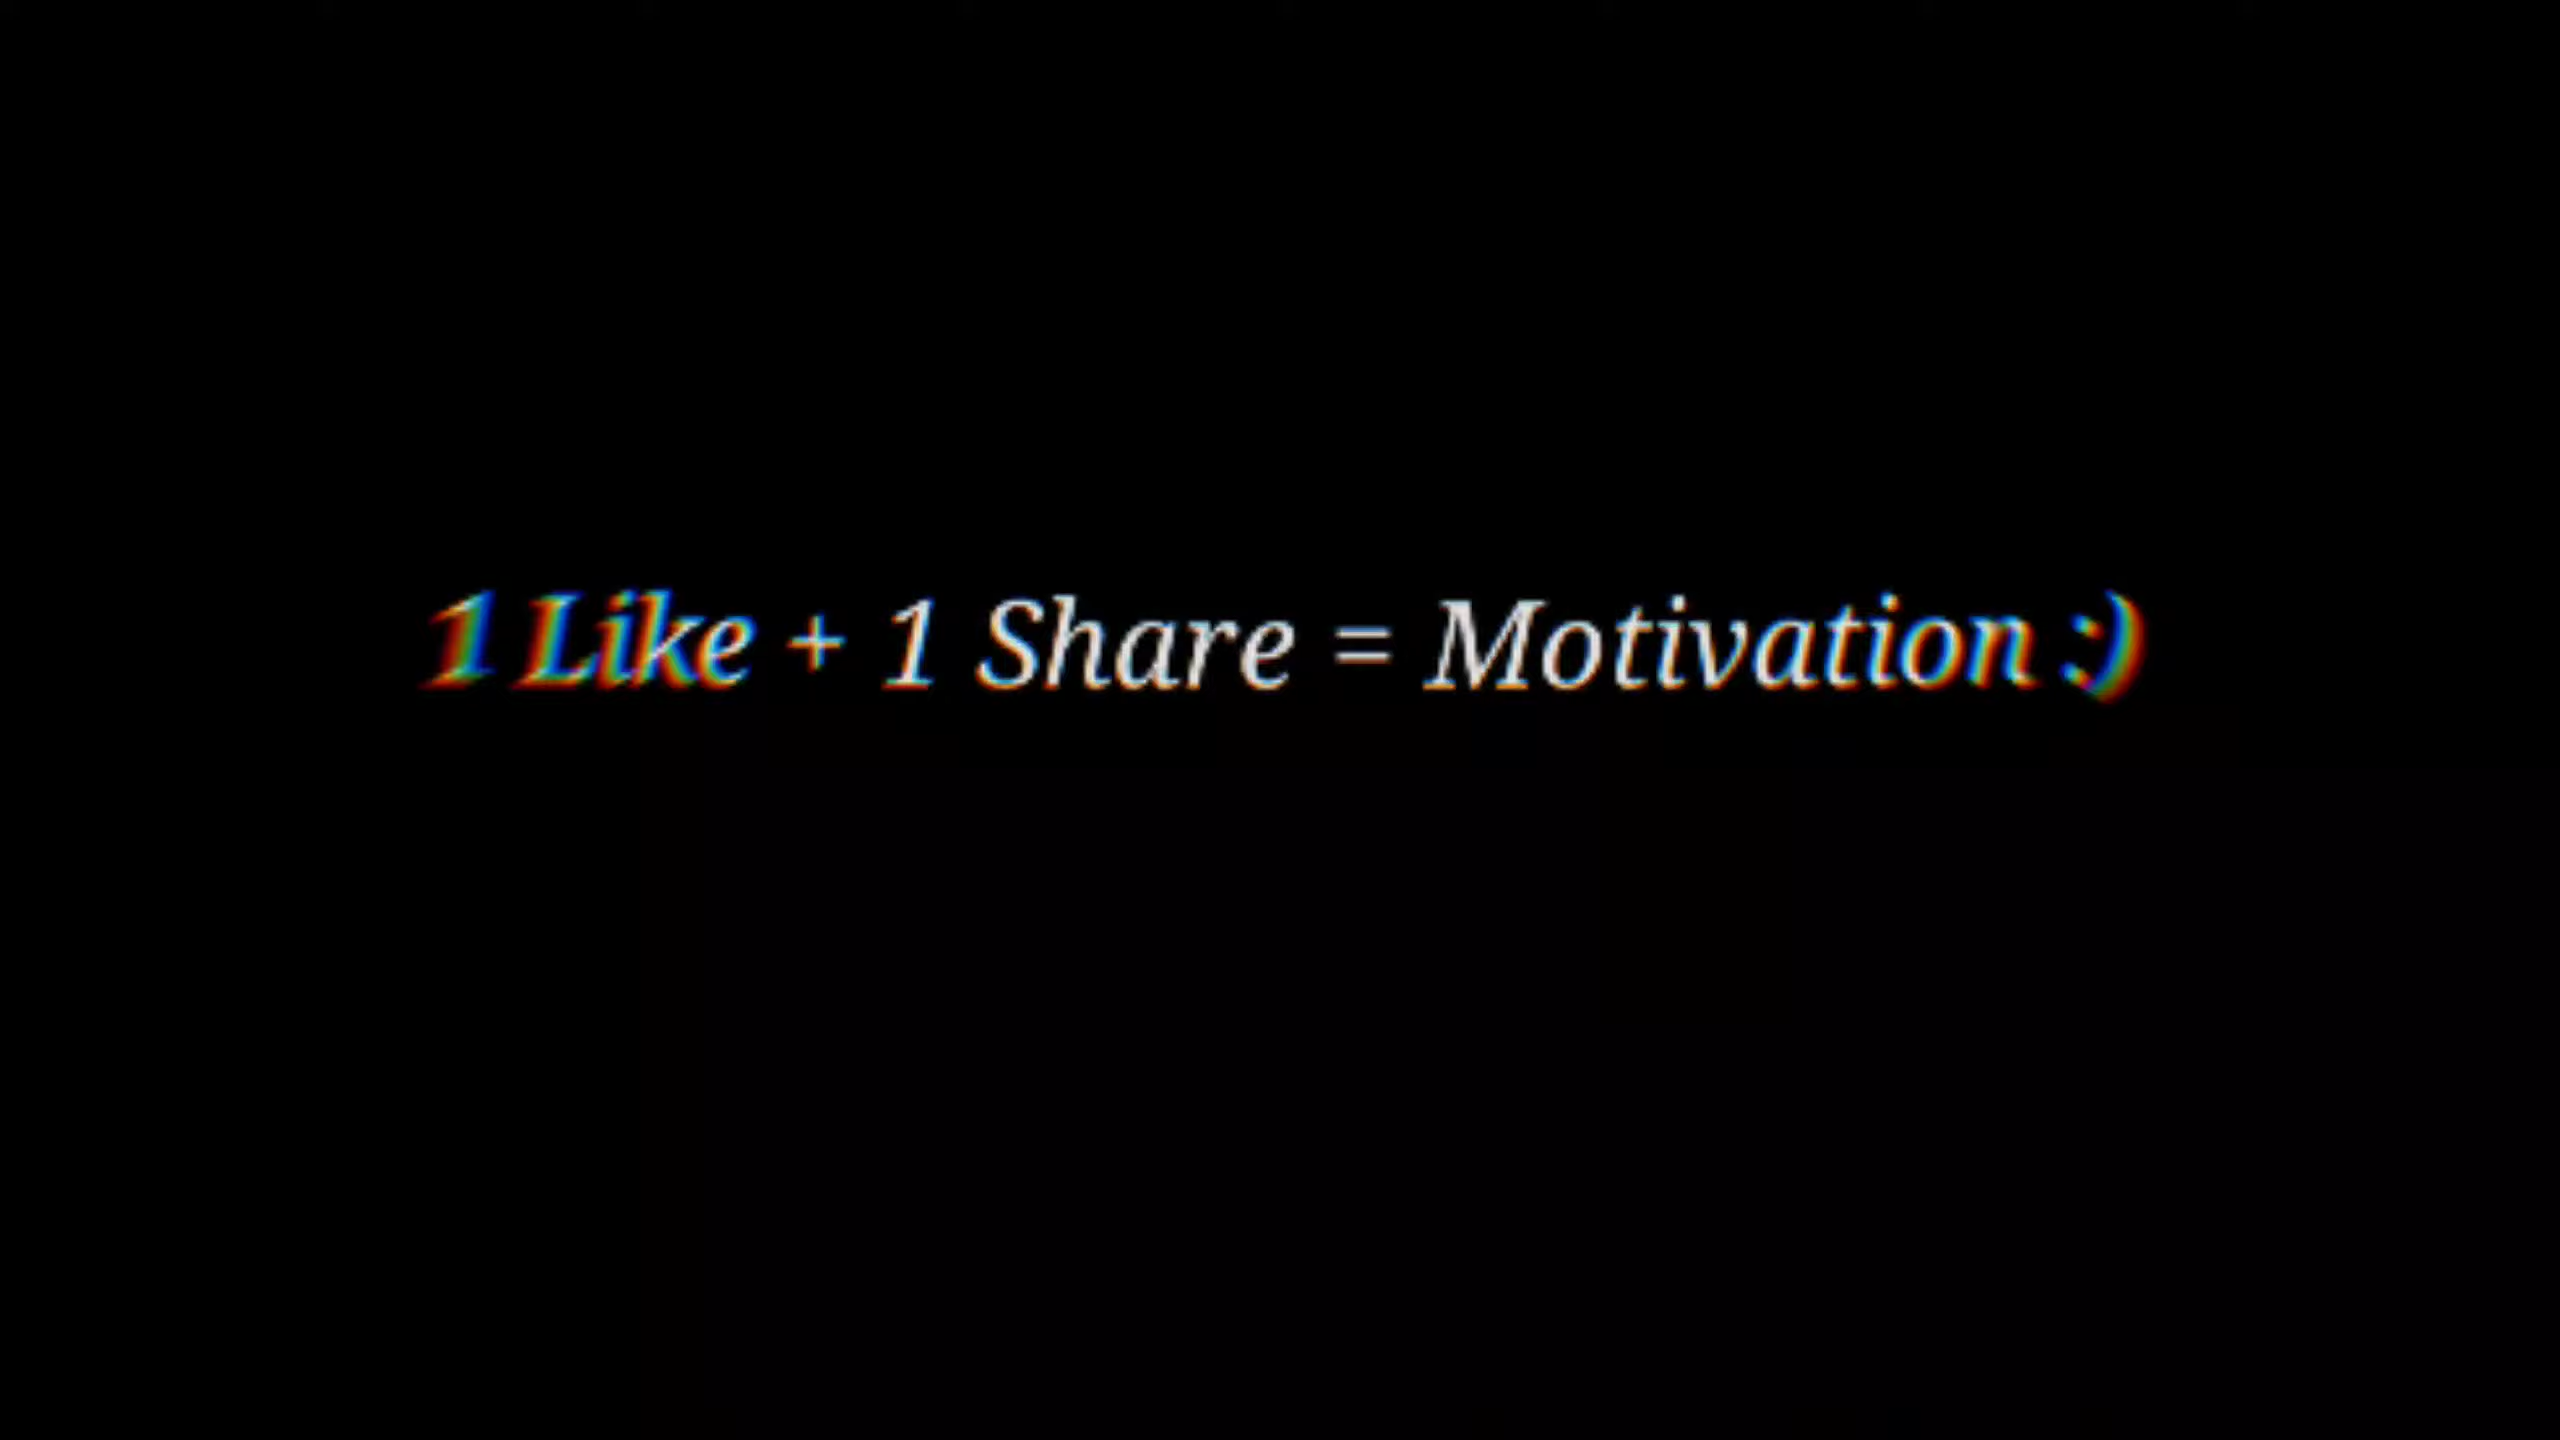 1 Like + 1 Share = Motivation :)